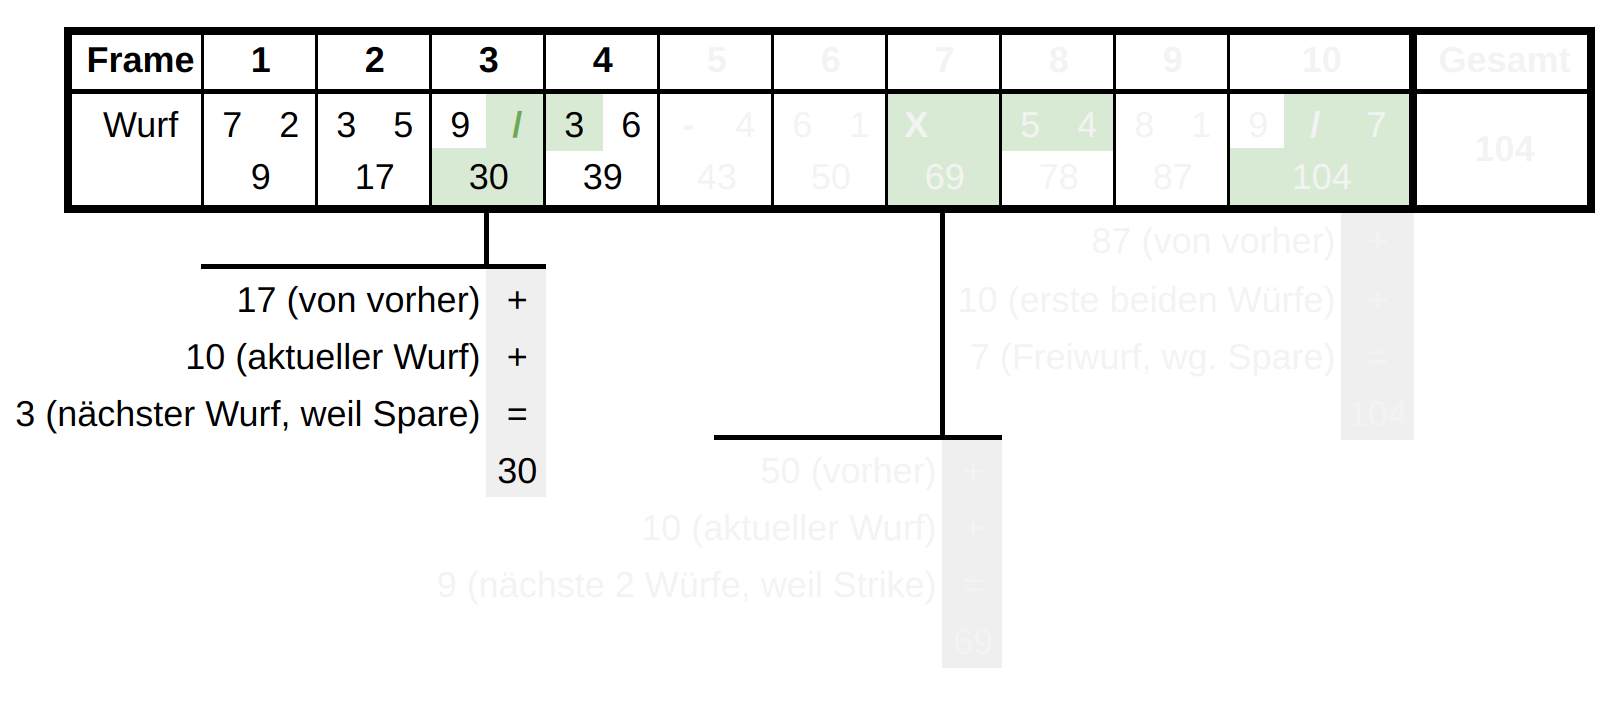 Frame 1 2 3 4 5 6 7 8 9 10 Gesamt
Wurf 7 2 3 5 9 / 3 6 - 4 6 1 X 5 4 8 1 9 / 7 104
9 17 30 39 43 50 69 78 87 104
17 (von vorher) +
10 (aktueller Wurf) +
3 (nächster Wurf, weil Spare) =
30
50 (vorher) +
10 (aktueller Wurf) +
9 (nächste 2 Würfe, weil Strike) =
69
87 (von vorher) +
10 (erste beiden Würfe) +
7 (Freiwurf, wg. Spare) =
104